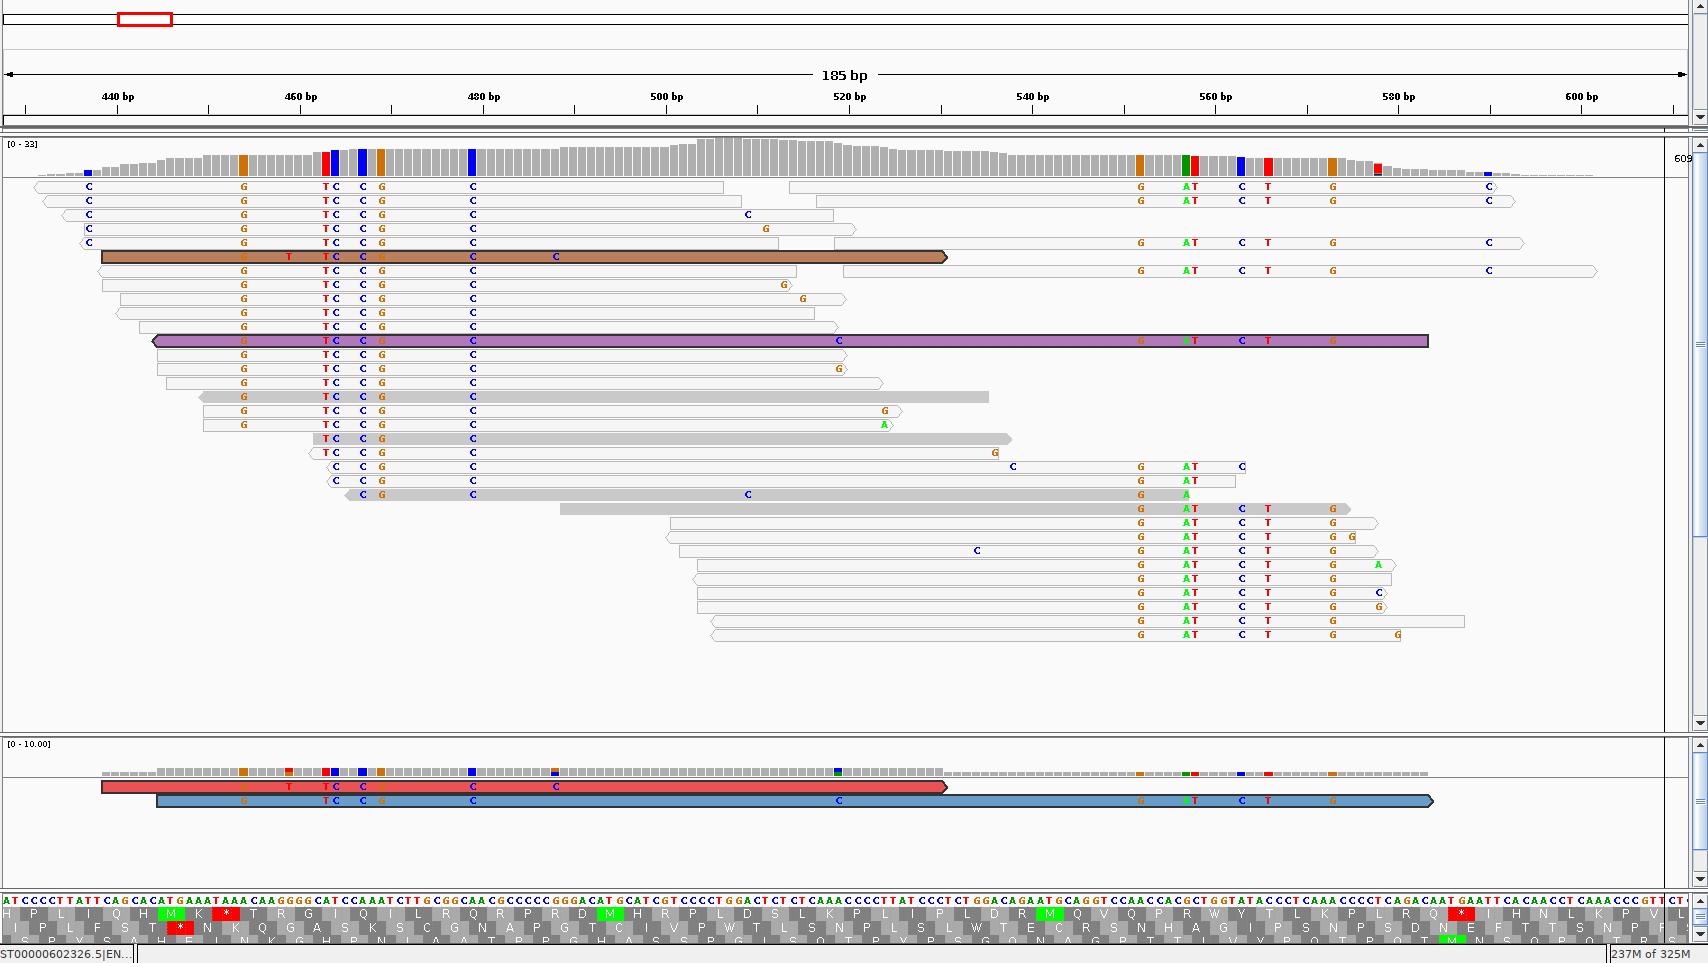 185 bp
440 bp 460 bp 480 bp 500 bp 520 bp 540 bp 560 bp 580 bp 600 bp
[0 - 33]
609
C G T C C G C C
G A T C T G C
C G T C C G C G A T C T G C
C G T C C G C C
C G T C C G C G
C G T C C G C G A T C T G C
G T T C C G C C
G T C C G C G A T C T G C
G T C C G C G
G T C C G C G
G T C C G C
G T C C G C
G T C C G C C G A T C T G
G T C C G C
G T C C G C G
G T C C G C
G T C C G C
G T C C G C G
G T C C G C A
T C C G C
T C C G C G
C C G C C G A T C
C C G C G A T
C G C C G A
G A T C T G
G A T C T G
G A T C T G G
C G A T C T G
G A T C T G A
G A T C T G
G A T C T G C
G A T C T G G
G A T C T G
G A T C T G G
[0 - 10.00]
G T T C C G C C
G T C C G C C G A T C T G
ATCCCCTTATTCAGCACATGAAATAAACAAGGGGCATCCAAATCTTGCGGCAACGCCCCCGGGACATGCATCGTCCCCTGGACTCTCTCAAACCCCTTATCCCTCTGGACAGAATGCAGGTCCAACCACGCTGGTATACCCTCAAACCCCTCAGACAATGAATTCACAACCTCAAACCCGTTCT
H P L I Q H M K * T R G I Q I L R Q R P R D M H R P L D S L K P L I P L D R M Q V Q P R W Y T L K P L R Q * I H N L K P V L
I P L F S T * N K Q G A S K S C G N A P G T C I V P W T L S N P L S L W T E C R S N H A G I P S N P S D N E F T T S N P F
ST00000602326.5|EN...
237M of 325M